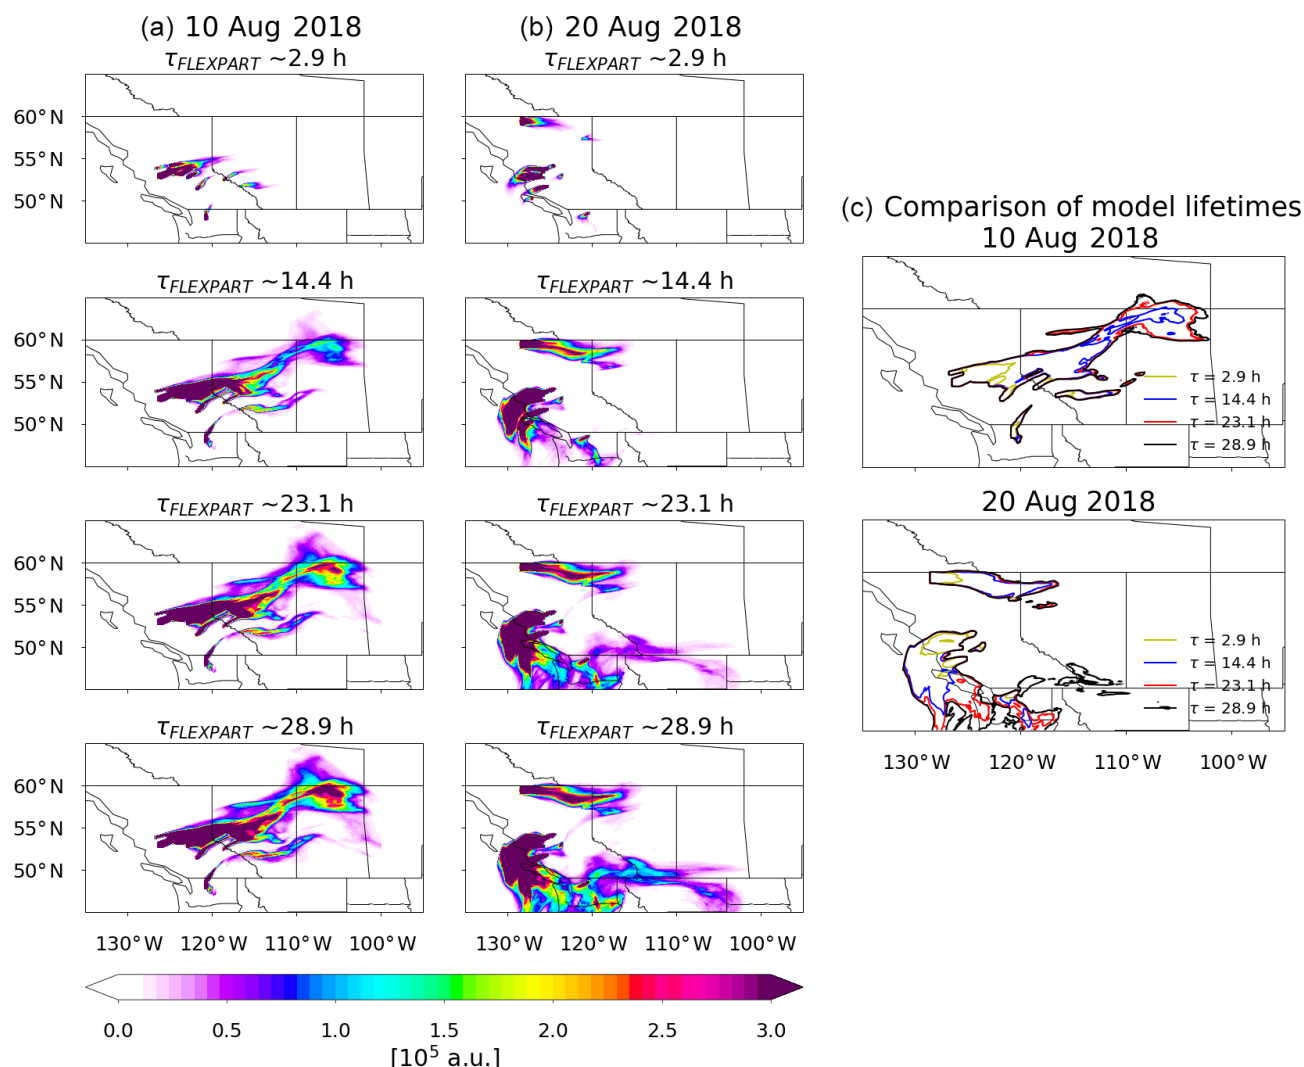 (a) 10 Aug 2018
τFLEXPART ~2.9 h
60°N
55°N
50°N
τFLEXPART ~14.4 h
60°N
55°N
50°N
τFLEXPART ~23.1 h
60°N
55°N
50°N
τFLEXPART ~28.9 h
60°N
55°N
50°N
130°W 120°W 110°W 100°W
(b) 20 Aug 2018
τFLEXPART ~2.9 h
τFLEXPART ~14.4 h
τFLEXPART ~23.1 h
τFLEXPART ~28.9 h
130°W 120°W 110°W 100°W
0.0 0.5 1.0 1.5 2.0 2.5 3.0
[10⁵ a.u.]
(c) Comparison of model lifetimes
10 Aug 2018
τ = 2.9 h
τ = 14.4 h
τ = 23.1 h
τ = 28.9 h
20 Aug 2018
τ = 2.9 h
τ = 14.4 h
τ = 23.1 h
τ = 28.9 h
130°W 120°W 110°W 100°W